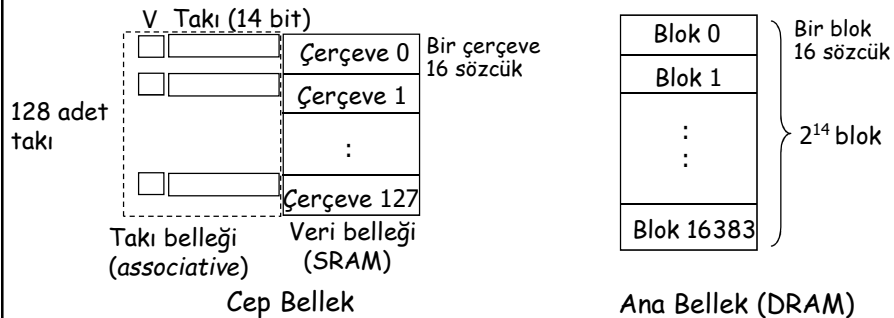 V Takı (14 bit)
Çerçeve 0
Bir çerçeve
16 sözcük
Çerçeve 1
128 adet
takı
:
Çerçeve 127
Takı belleği
(associative)
Veri belleği
(SRAM)
Cep Bellek
Blok 0
Bir blok
16 sözcük
Blok 1
:
:
2^14 blok
Blok 16383
Ana Bellek (DRAM)